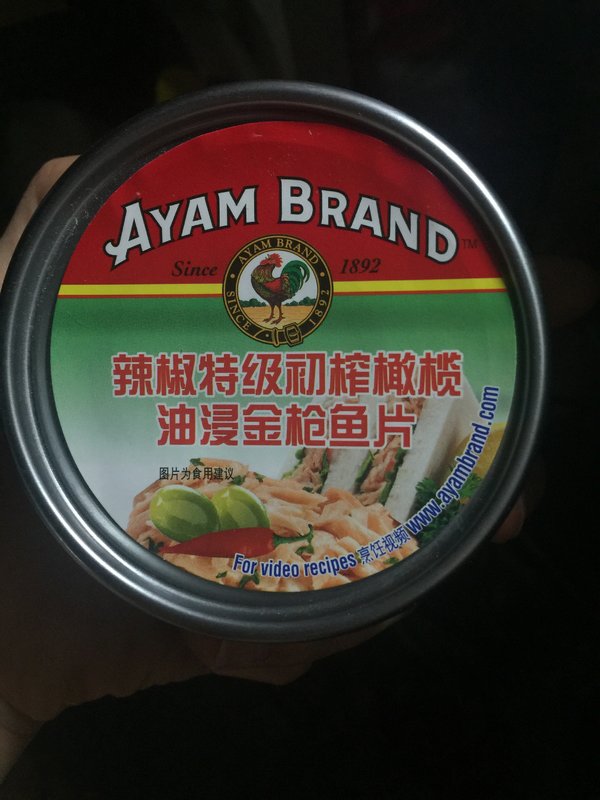 AYAM BRAND™
Since 1892
AYAM BRAND
SINCE 1892
辣椒特级初榨橄榄
油浸金枪鱼片
图片为食用建议
For video recipes 烹饪视频 www.ayambrand.com